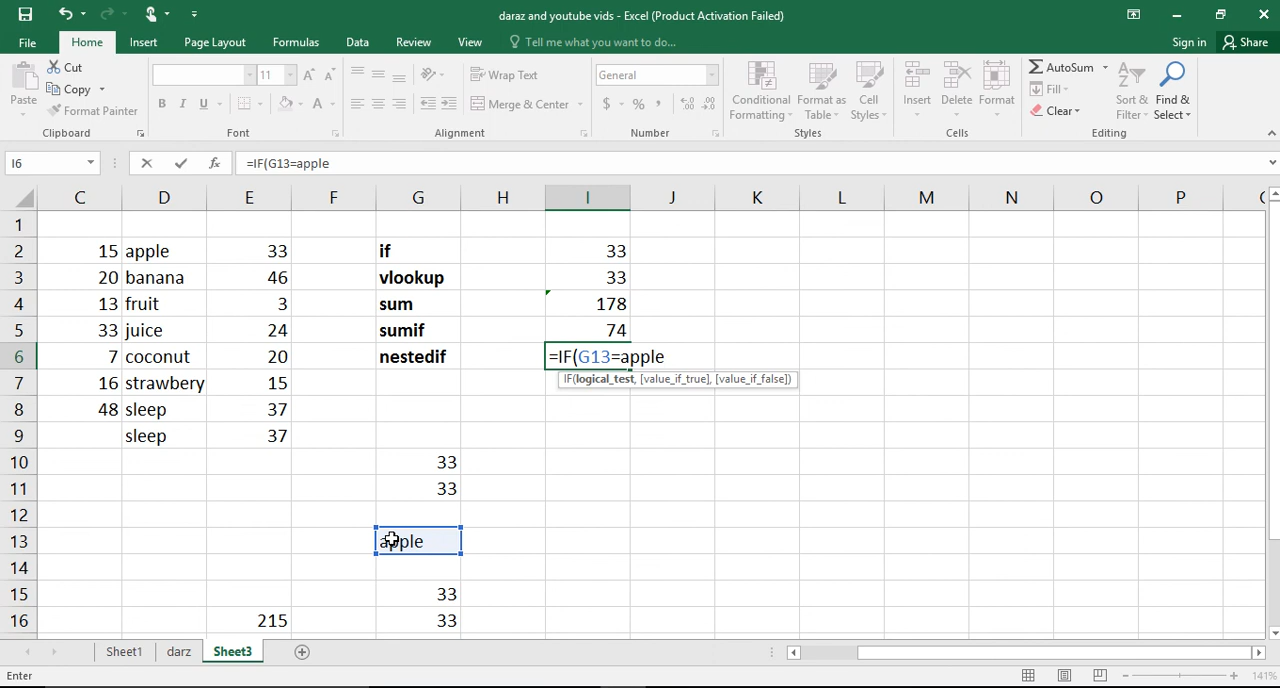 daraz and youtube vids - Excel (Product Activation Failed)
File Home Insert Page Layout Formulas Data Review View Tell me what you want to do... Sign in Share
Paste Cut Copy Format Painter Clipboard
11 B I U A A A Font
Wrap Text Merge & Center Alignment
General $ % , Number
Conditional Formatting Format as Table Cell Styles Styles
Insert Delete Format Cells
AutoSum Fill Clear Sort & Filter Find & Select Editing
I6 fx =IF(G13=apple
C D E F G H I J K L M N O P
1
2 15 apple 33 if 33
3 20 banana 46 vlookup 33
4 13 fruit 3 sum 178
5 33 juice 24 sumif 74
6 7 coconut 20 nestedif =IF(G13=apple
IF(logical_test, [value_if_true], [value_if_false])
7 16 strawbery 15
8 48 sleep 37
9 sleep 37
10 33
11 33
12
13 apple
14
15 33
16 215 33
Sheet1 darz Sheet3
Enter 141%